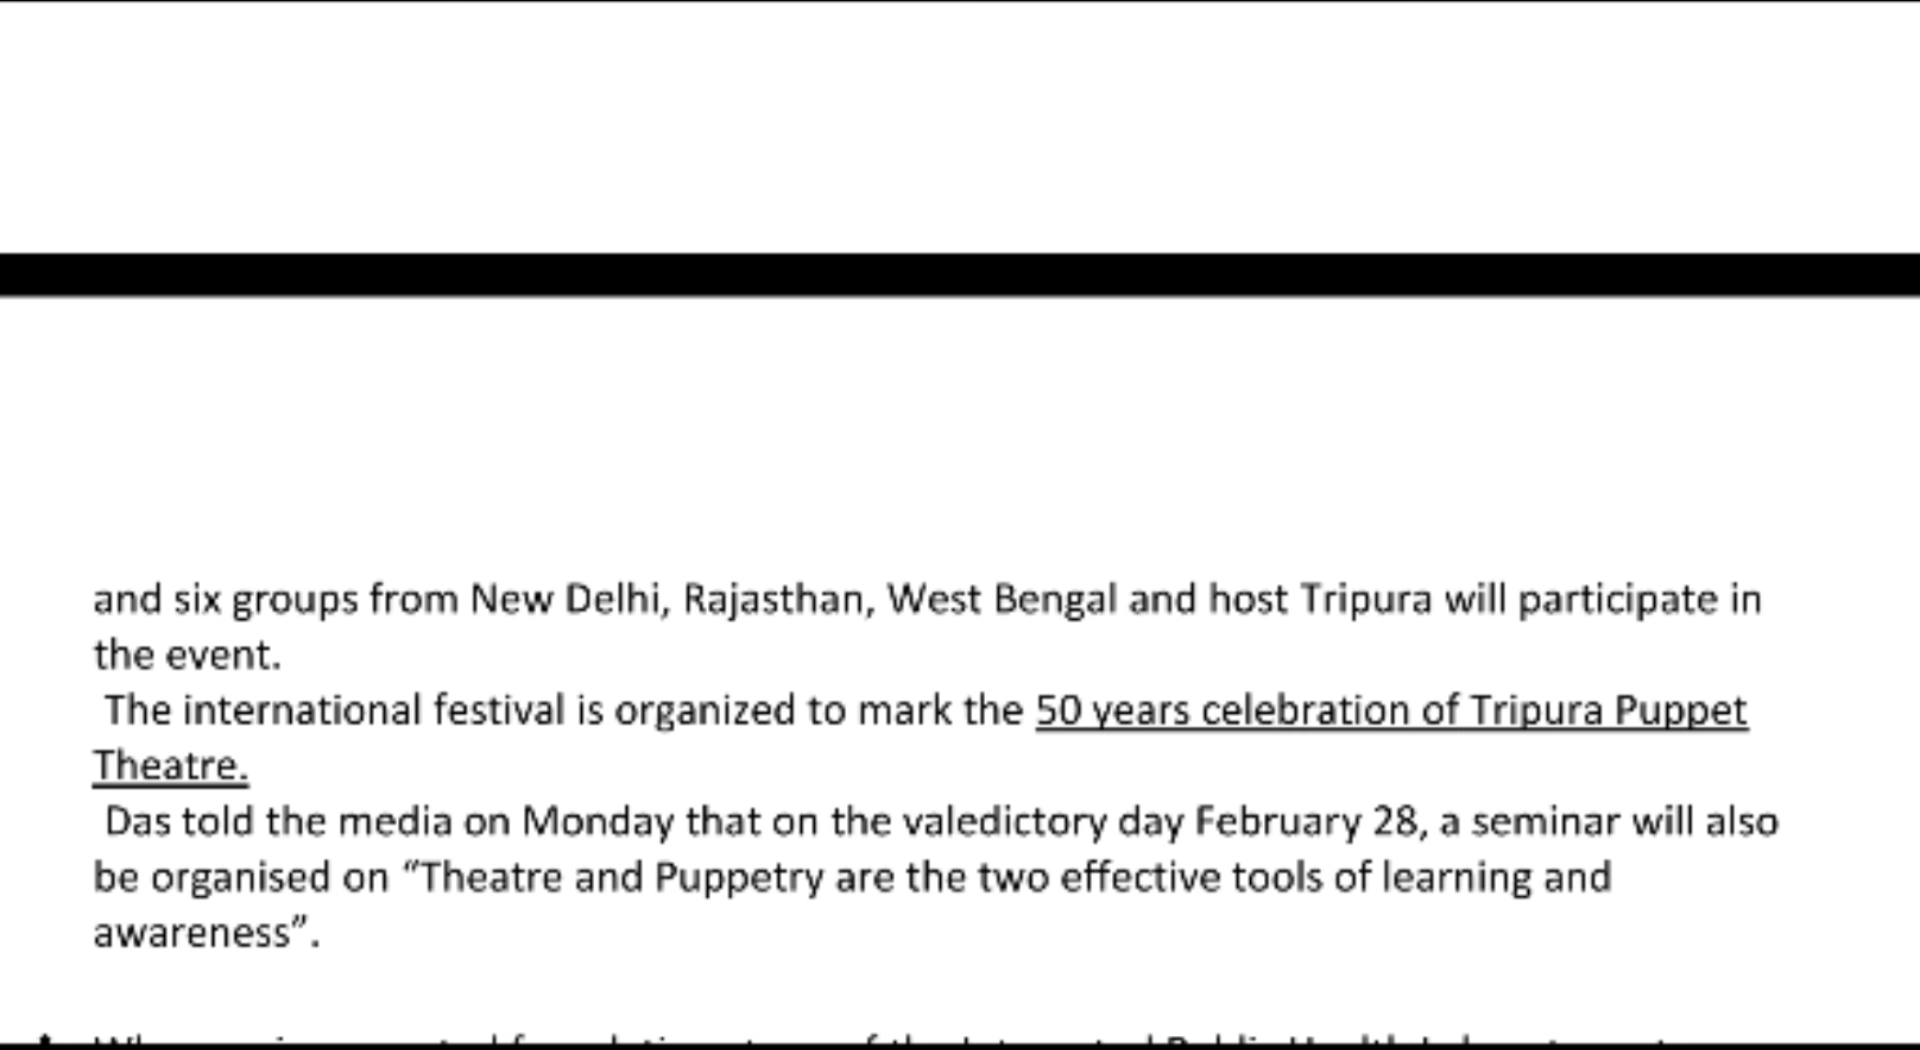 and six groups from New Delhi, Rajasthan, West Bengal and host Tripura will participate in
the event.
The international festival is organized to mark the 50 years celebration of Tripura Puppet
Theatre.
Das told the media on Monday that on the valedictory day February 28, a seminar will also
be organised on “Theatre and Puppetry are the two effective tools of learning and
awareness”.